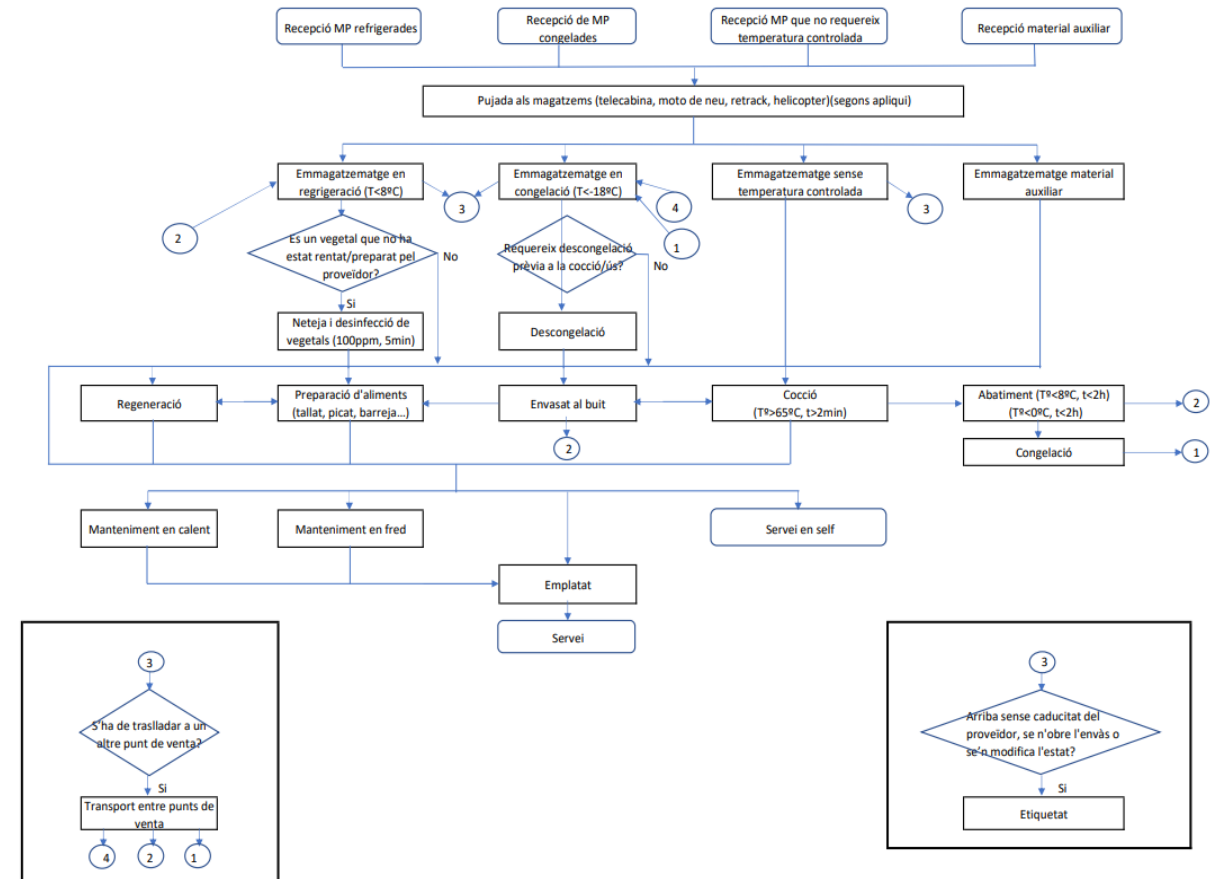 Recepció MP refrigerades
Recepció de MP
congelades
Recepció MP que no requereix
temperatura controlada
Recepció material auxiliar
Pujada als magatzems (telecabina, moto de neu, retrack, helicopter)(segons apliqui)
Emmagatzematge en
regrigeració (T<8ºC)
Emmagatzematge en
congelació (T<-18ºC)
Emmagatzematge sense
temperatura controlada
Emmagatzematge material
auxiliar
3
4
3
2
1
Es un vegetal que no ha
estat rentat/preparat pel
proveïdor?
No
Requereix descongelació
prèvia a la cocció/ús?
No
Si
Neteja i desinfecció de
vegetals (100ppm, 5min)
Descongelació
Regeneració
Preparació d'aliments
(tallat, picat, barreja...)
Envasat al buit
Cocció
(Tº>65ºC, t>2min)
Abatiment (Tº<8ºC, t<2h)
(Tº<0ºC, t<2h)
2
2
Congelació
1
Manteniment en calent
Manteniment en fred
Servei en self
Emplatat
Servei
3
S'ha de traslladar a un
altre punt de venta?
Si
Transport entre punts de
venta
4
2
1
3
Arriba sense caducitat del
proveïdor, se n'obre l'envàs o
se'n modifica l'estat?
Si
Etiquetat